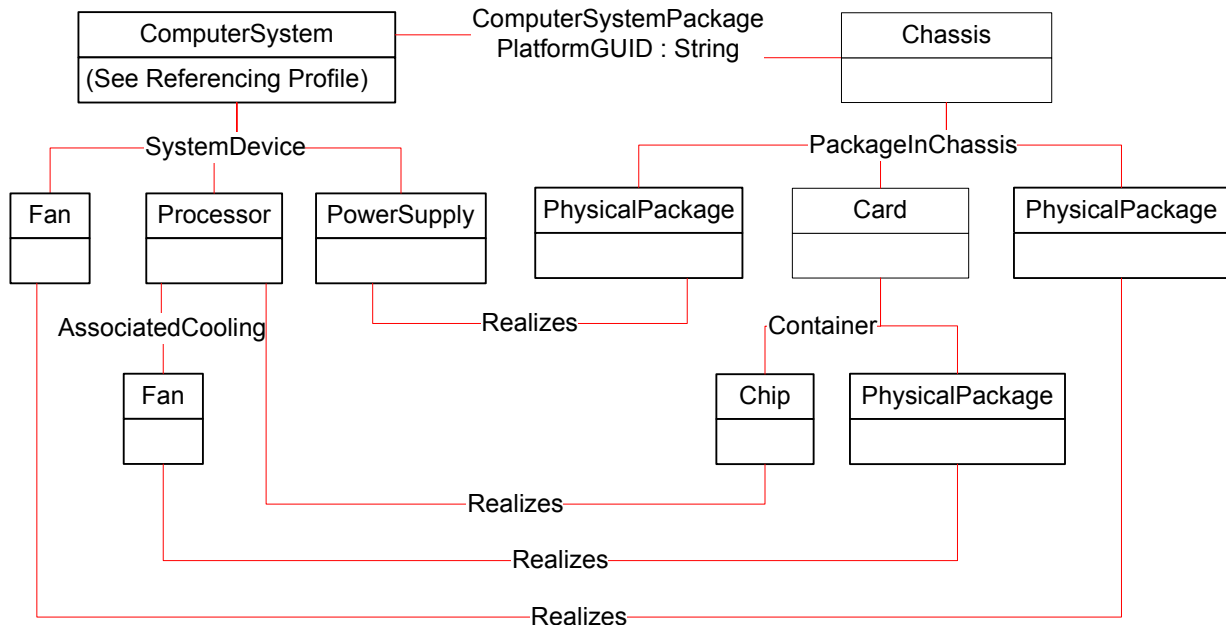 ComputerSystem
(See Referencing Profile)
ComputerSystemPackage
PlatformGUID : String
Chassis
SystemDevice
PackageInChassis
Fan
Processor
PowerSupply
PhysicalPackage
Card
PhysicalPackage
AssociatedCooling
Realizes
Container
Fan
Chip
PhysicalPackage
Realizes
Realizes
Realizes